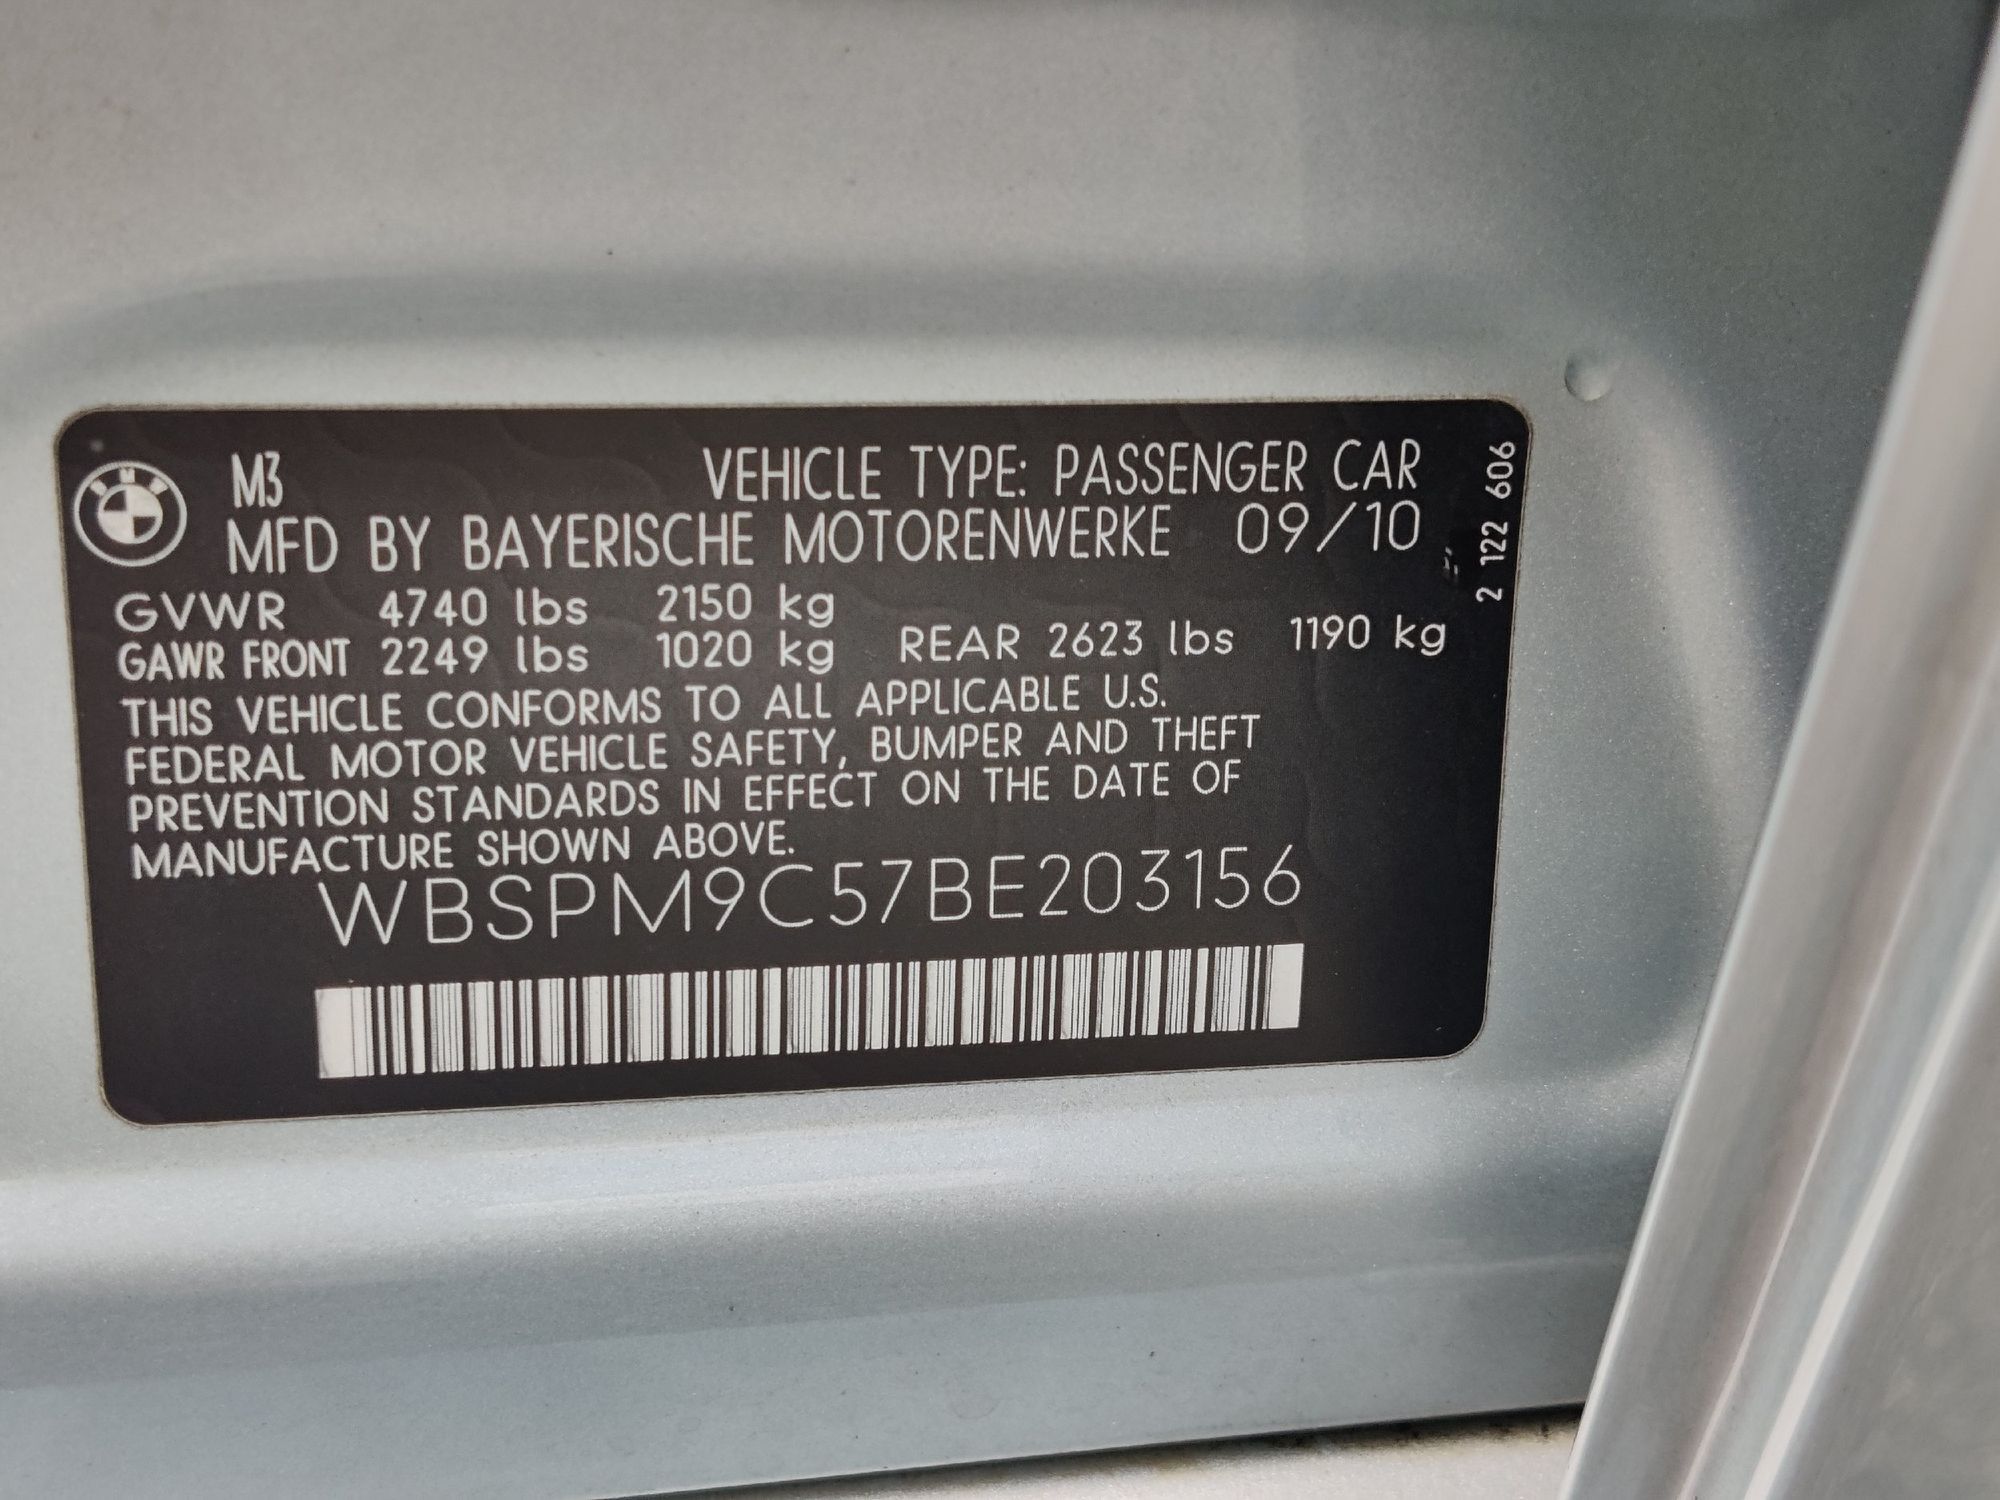 BMW
M3 VEHICLE TYPE: PASSENGER CAR
MFD BY BAYERISCHE MOTORENWERKE 09/10
GVWR 4740 lbs 2150 kg
GAWR FRONT 2249 lbs 1020 kg REAR 2623 lbs 1190 kg
THIS VEHICLE CONFORMS TO ALL APPLICABLE U.S.
FEDERAL MOTOR VEHICLE SAFETY, BUMPER AND THEFT
PREVENTION STANDARDS IN EFFECT ON THE DATE OF
MANUFACTURE SHOWN ABOVE.
WBSPM9C57BE203156
2 122 606